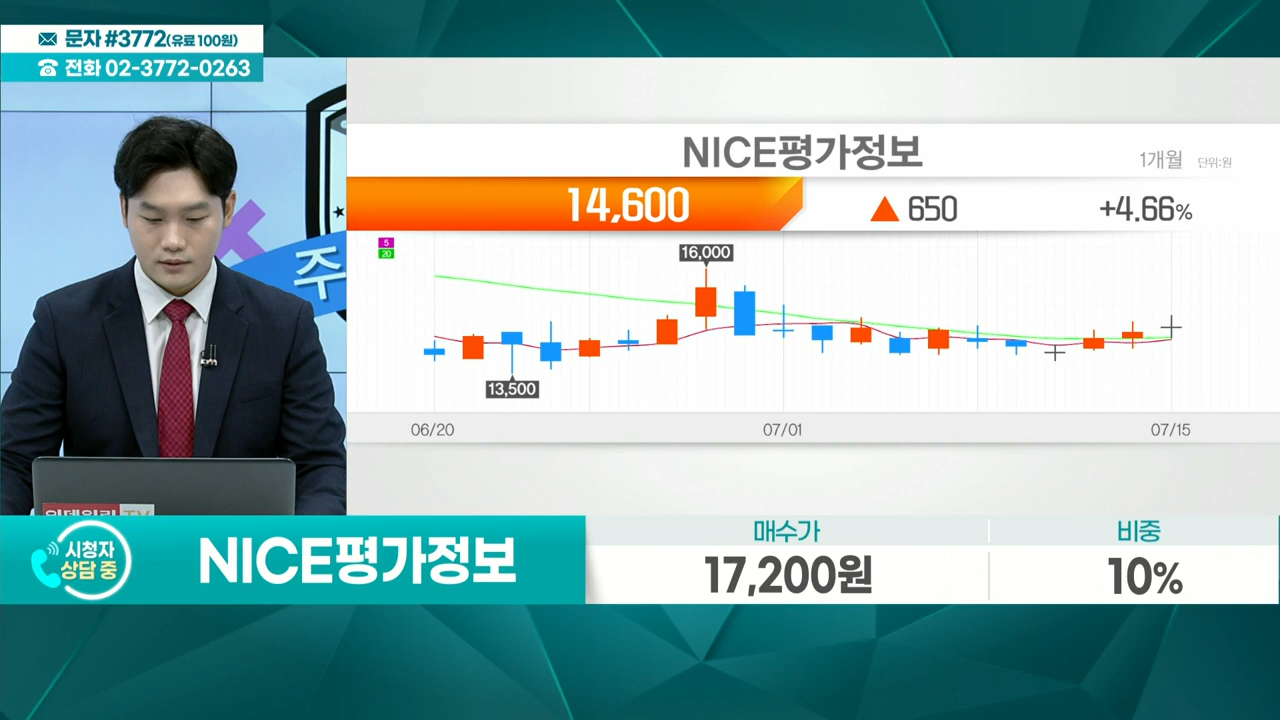 문자 #3772(유료 100원)
전화 02-3772-0263
주
NICE평가정보
1개월 단위:원
14,600 ▲ 650 +4.66%
5
20
16,000
13,500
06/20 07/01 07/15
시청자
상담 중
NICE평가정보
매수가 비중
17,200원 10%